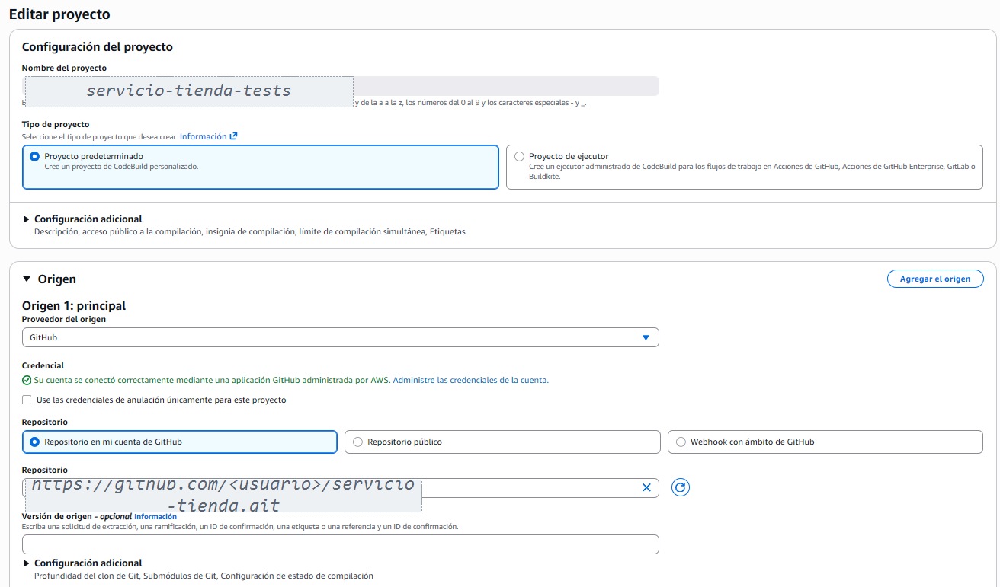 Editar proyecto
Configuración del proyecto
Nombre del proyecto
servicio-tienda-tests
E
y de la a a la z, los números del 0 al 9 y los caracteres especiales - y _.
Tipo de proyecto
Seleccione el tipo de proyecto que desea crear. Información
Proyecto predeterminado
Cree un proyecto de CodeBuild personalizado.
Proyecto de ejecutor
Cree un ejecutor administrado de CodeBuild para los flujos de trabajo en Acciones de GitHub, Acciones de GitHub Enterprise, GitLab o
Buildkite.
Configuración adicional
Descripción, acceso público a la compilación, insignia de compilación, límite de compilación simultánea, Etiquetas
Origen
Agregar el origen
Origen 1: principal
Proveedor del origen
GitHub
Credencial
Su cuenta se conectó correctamente mediante una aplicación GitHub administrada por AWS. Administre las credenciales de la cuenta.
Use las credenciales de anulación únicamente para este proyecto
Repositorio
Repositorio en mi cuenta de GitHub
Repositorio público
Webhook con ámbito de GitHub
Repositorio
https://github.com/<usuario>/servicio
-tienda.git
Versión de origen - opcional Información
Escriba una solicitud de extracción, una ramificación, un ID de confirmación, una etiqueta o una referencia y un ID de confirmación.
Configuración adicional
Profundidad del clon de Git, Submódulos de Git, Configuración de estado de compilación